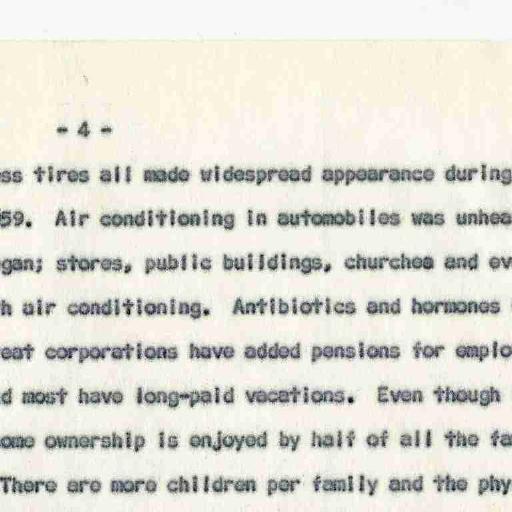 - 4 -
ss tires all made widespread appearance during
59. Air conditioning in automobiles was unhea
gan; stores, public buildings, churches and ev
h air conditioning. Antibiotics and hormones
eat corporations have added pensions for emplo
d most have long-paid vacations. Even though
ome ownership is enjoyed by half of all the fa
There are more children per family and the phy